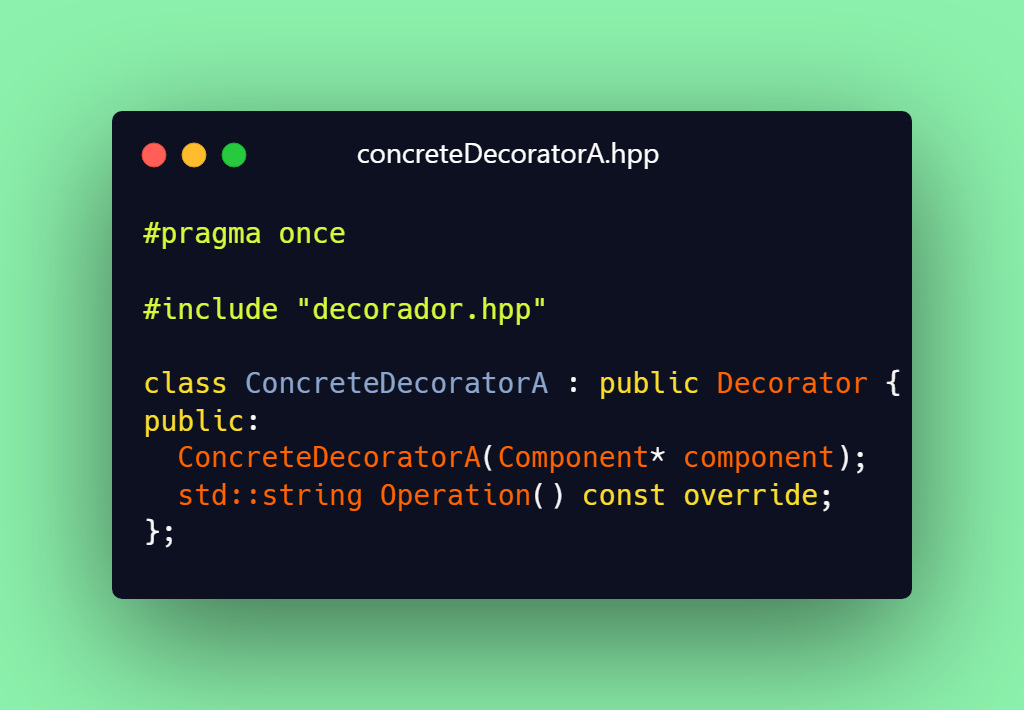 concreteDecoratorA.hpp
#pragma once
#include "decorador.hpp"
class ConcreteDecoratorA : public Decorator {
public:
  ConcreteDecoratorA(Component* component);
  std::string Operation() const override;
};